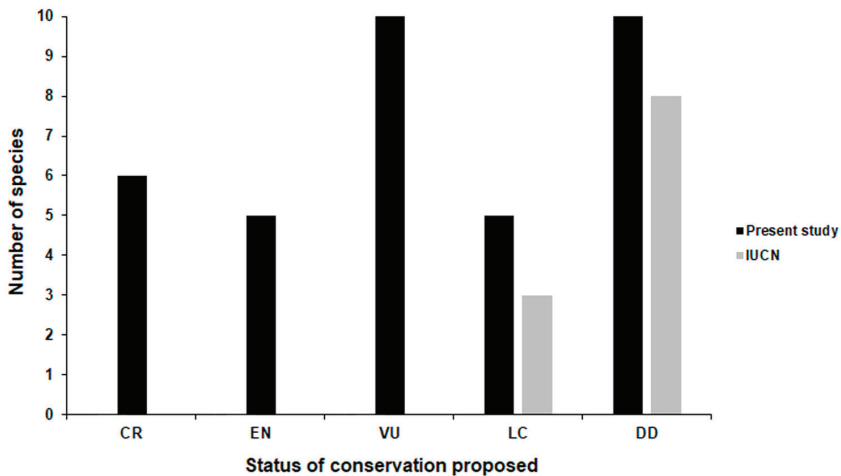 10
9
8
7
6
5
4
3
2
1
0
Number of species
CR EN VU LC DD
Status of conservation proposed
Present study
IUCN